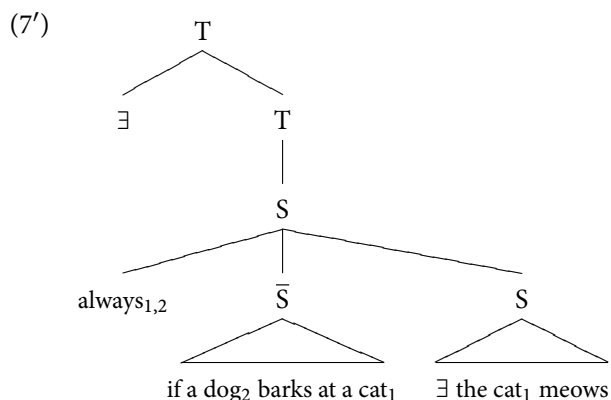 (7′)
T
∃ T
S
always₁,₂ S̅ S
if a dog₂ barks at a cat₁ ∃ the cat₁ meows